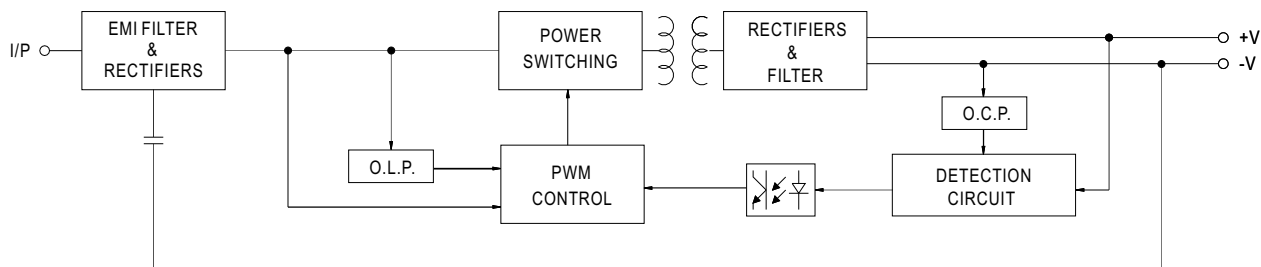 I/P
EMI FILTER
&
RECTIFIERS
POWER
SWITCHING
RECTIFIERS
&
FILTER
+V
-V
O.C.P.
O.L.P.
PWM
CONTROL
DETECTION
CIRCUIT